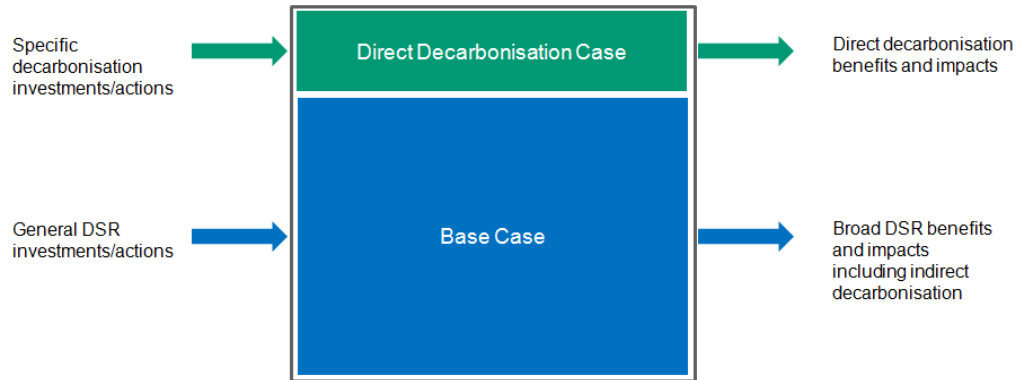 Specific
decarbonisation
investments/actions
Direct Decarbonisation Case
Direct decarbonisation
benefits and impacts
General DSR
investments/actions
Base Case
Broad DSR benefits
and impacts
including indirect
decarbonisation